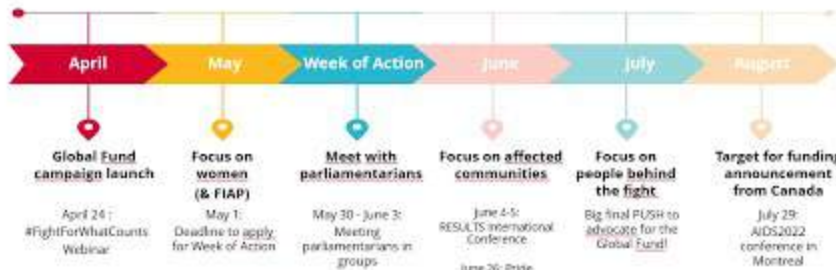 April
May
Week of Action
June
July
August
Global Fund
campaign launch
April 24 :
#FightForWhatCounts
Webinar
Focus on
women
(& FIAP)
May 1:
Deadline to apply
for Week of Action
Meet with
parliamentarians
May 30 - June 3:
Meeting
parliamentarians in
groups
Focus on affected
communities
June 4-5:
RESULTS International
Conference
June 26: Pride
Focus on
people behind
the fight
Big final PUSH to
advocate for the
Global Fund!
Target for funding
announcement
from Canada
July 29:
AIDS2022
conference in
Montreal